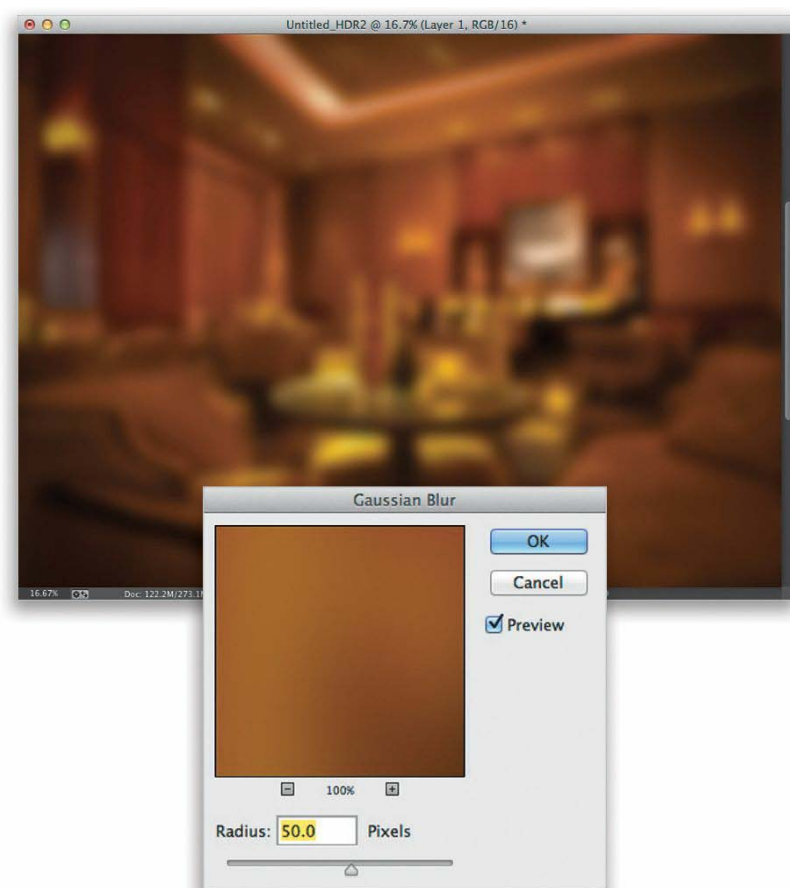 Untitled_HDR2 @ 16.7% (Layer 1, RGB/16) *
16.67%
Doc: 122.2M/273.1
Gaussian Blur
OK
Cancel
Preview
100%
Radius: 50.0 Pixels